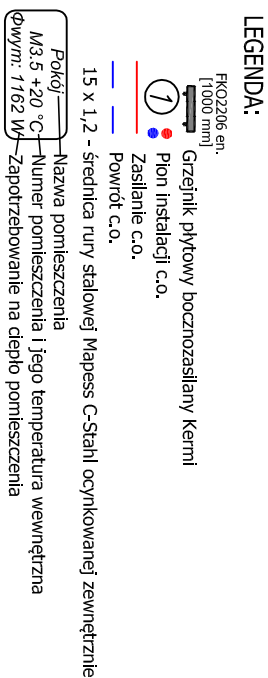 LEGENDA:
FKO2206 en.
[1000 mm]
Grzejnik płytowy bocznozasilany Kermi
1
Pion instalacji c.o.
Zasilanie c.o.
Powrót c.o.
15 x 1,2 - średnica rury stalowej Mapess C-Stahl ocynkowanej zewnętrznie
Pokój
Nazwa pomieszczenia
M3.5 +20 °C
Numer pomieszczenia i jego temperatura wewnętrzna
Φwym: 1162 W
Zapotrzebowanie na ciepło pomieszczenia